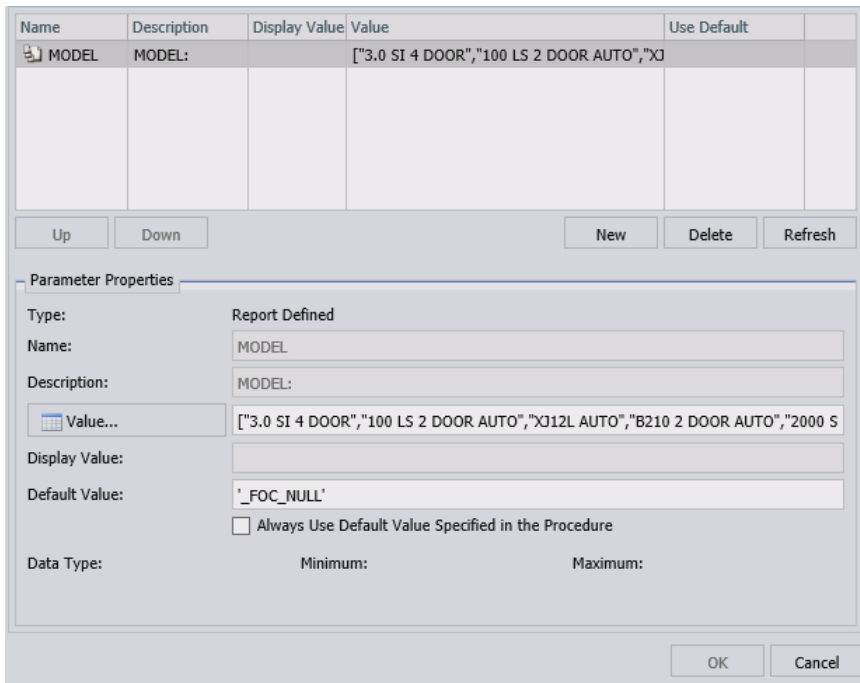 Name Description Display Value Value Use Default
MODEL MODEL: ["3.0 SI 4 DOOR","100 LS 2 DOOR AUTO","XJ
Up Down New Delete Refresh
Parameter Properties
Type: Report Defined
Name: MODEL
Description: MODEL:
Value... ["3.0 SI 4 DOOR","100 LS 2 DOOR AUTO","XJ12L AUTO","B210 2 DOOR AUTO","2000 S
Display Value:
Default Value: '_FOC_NULL'
Always Use Default Value Specified in the Procedure
Data Type: Minimum: Maximum:
OK Cancel